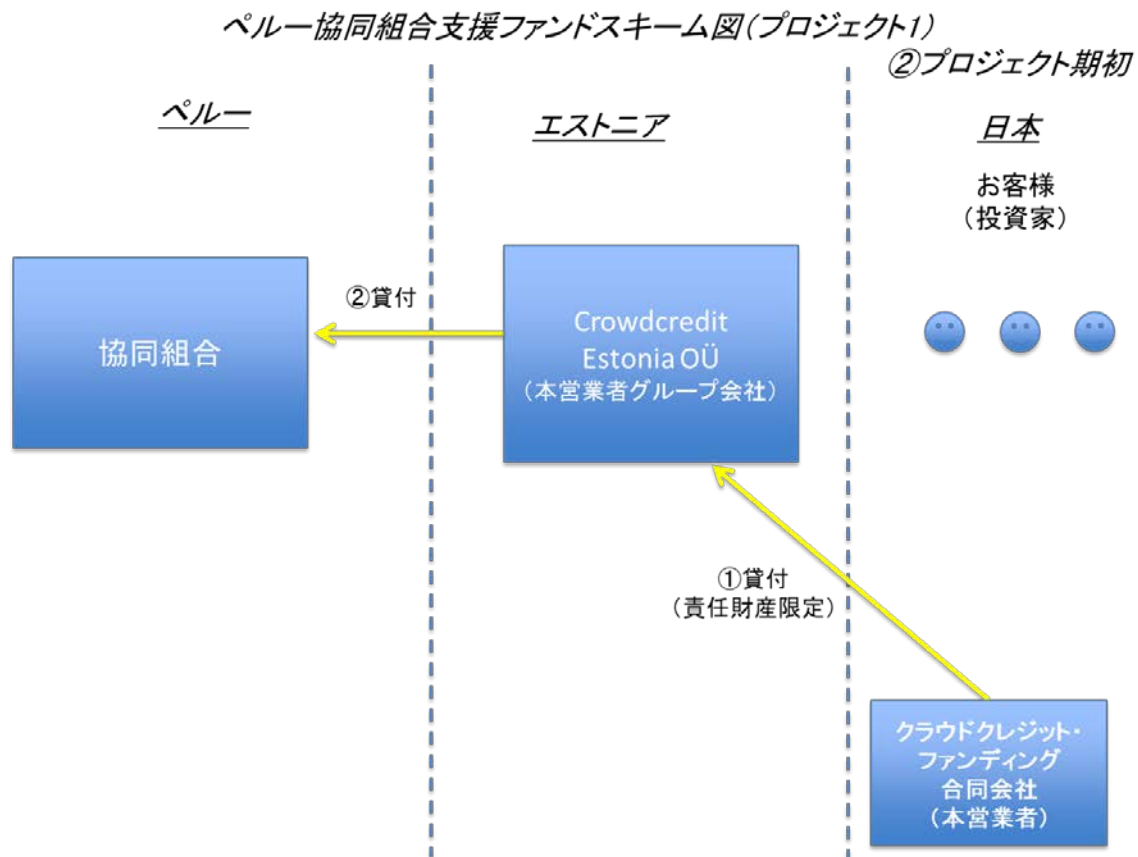 ペルー協同組合支援ファンドスキーム図(プロジェクト1)
②プロジェクト期初
ペルー
エストニア
日本
お客様
(投資家)
協同組合
②貸付
Crowdcredit
Estonia OÜ
(本営業者グループ会社)
①貸付
(責任財産限定)
クラウドクレジット・
ファンディング
合同会社
(本営業者)